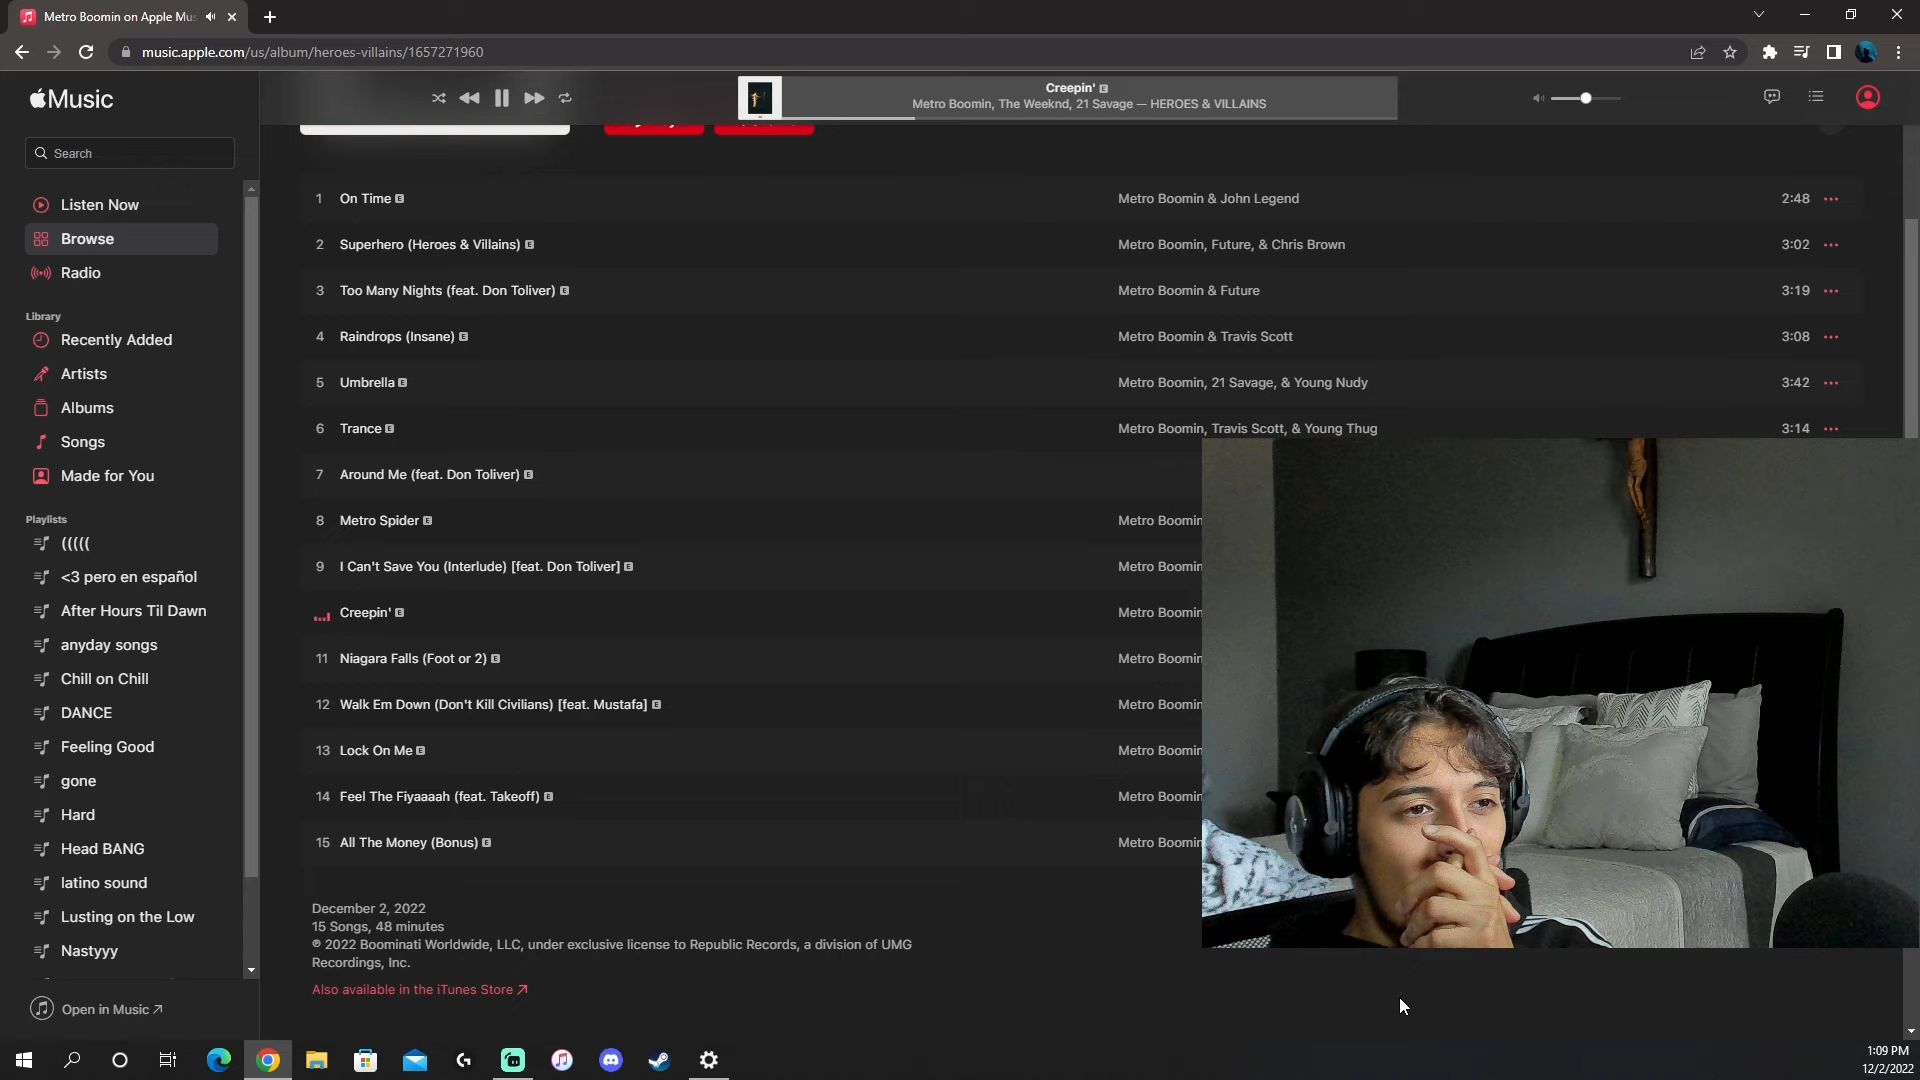 Metro Boomin on Apple Mus
music.apple.com/us/album/heroes-villains/1657271960
Music
Creepin' E
Metro Boomin, The Weeknd, 21 Savage — HEROES & VILLAINS
Search
Listen Now
Browse
Radio
Library
Recently Added
Artists
Albums
Songs
Made for You
Playlists
(((((
<3 pero en español
After Hours Til Dawn
anyday songs
Chill on Chill
DANCE
Feeling Good
gone
Hard
Head BANG
latino sound
Lusting on the Low
Nastyyy
Open in Music
1 On Time E Metro Boomin & John Legend 2:48
2 Superhero (Heroes & Villains) E Metro Boomin, Future, & Chris Brown 3:02
3 Too Many Nights (feat. Don Toliver) E Metro Boomin & Future 3:19
4 Raindrops (Insane) E Metro Boomin & Travis Scott 3:08
5 Umbrella E Metro Boomin, 21 Savage, & Young Nudy 3:42
6 Trance E Metro Boomin, Travis Scott, & Young Thug 3:14
7 Around Me (feat. Don Toliver) E
8 Metro Spider E Metro Boomin
9 I Can't Save You (Interlude) [feat. Don Toliver] E Metro Boomin
Creepin' E Metro Boomin
11 Niagara Falls (Foot or 2) E Metro Boomin
12 Walk Em Down (Don't Kill Civilians) [feat. Mustafa] E Metro Boomin
13 Lock On Me E Metro Boomin
14 Feel The Fiyaaaah (feat. Takeoff) E Metro Boomin
15 All The Money (Bonus) E Metro Boomin
December 2, 2022
15 Songs, 48 minutes
℗ 2022 Boominati Worldwide, LLC, under exclusive license to Republic Records, a division of UMG
Recordings, Inc.
Also available in the iTunes Store
1:09 PM
12/2/2022